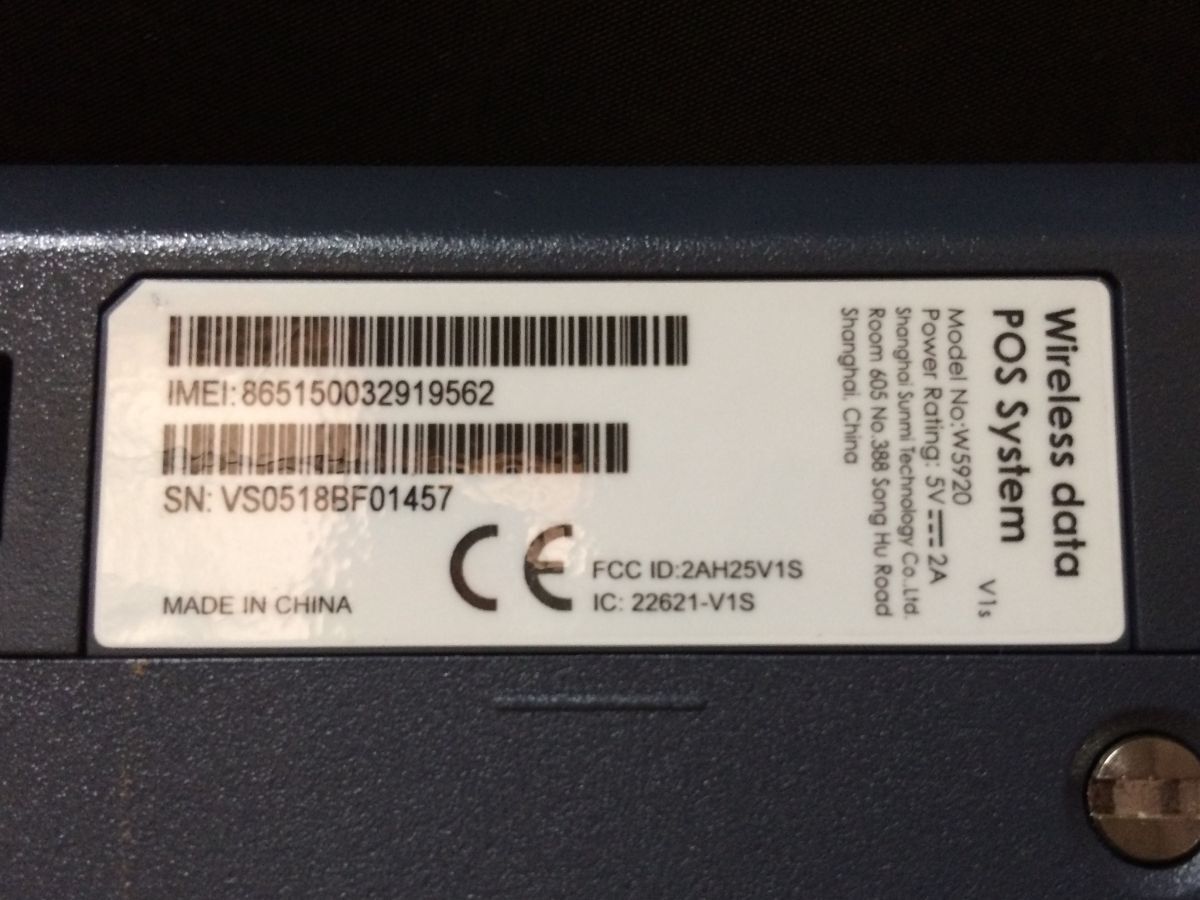 IMEI:865150032919562
SN: VS0518BF01457
MADE IN CHINA
CE
FCC ID:2AH25V1S
IC: 22621-V1S
Wireless data
POS System V1s
Model No:W5920
Power Rating: 5V⎓2A
Shanghai Sunmi Technology Co.,Ltd.
Room 605 No.388 Song Hu Road
Shanghai, China